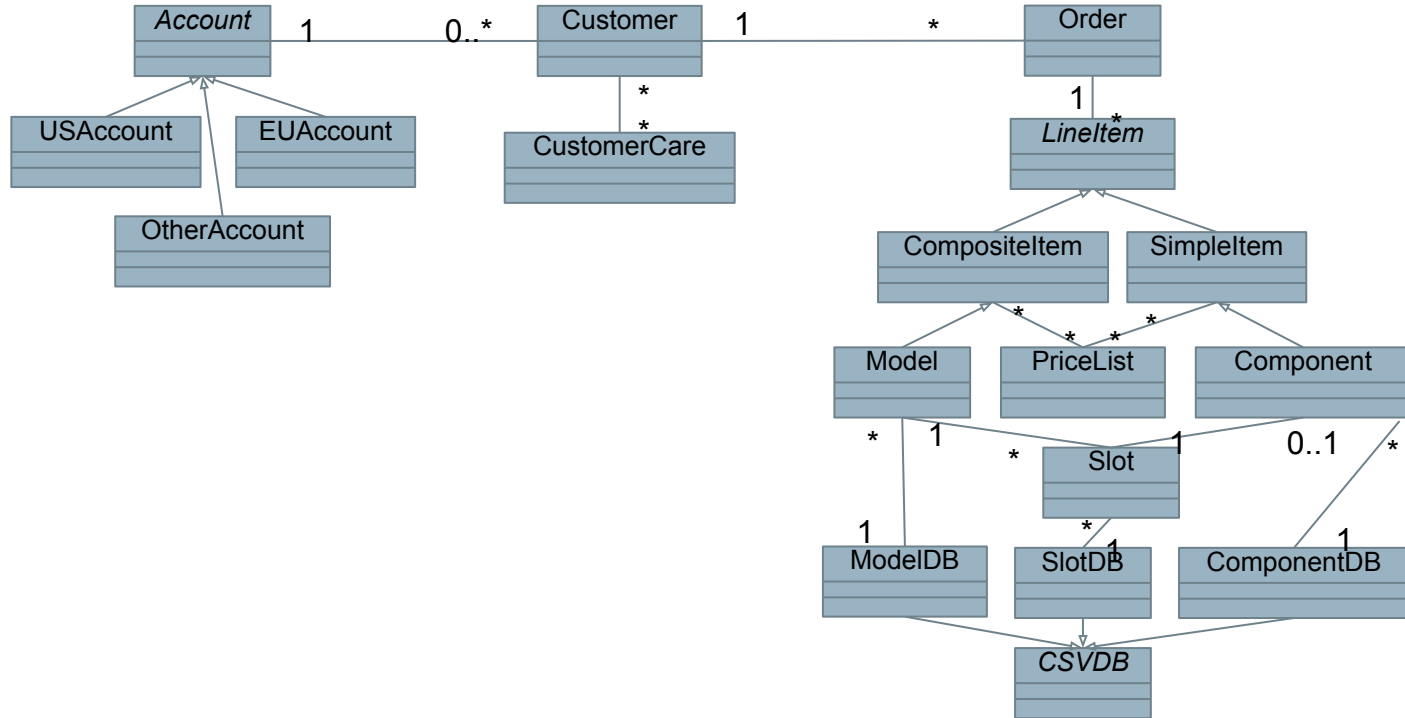 Account
1
0..*
Customer
1
*
Order
*
*
1
*
USAccount
EUAccount
CustomerCare
LineItem
OtherAccount
CompositeItem
SimpleItem
*
*
*
*
Model
PriceList
Component
*
1
*
1
0..1
*
Slot
*
1
1
1
ModelDB
SlotDB
ComponentDB
CSVDB